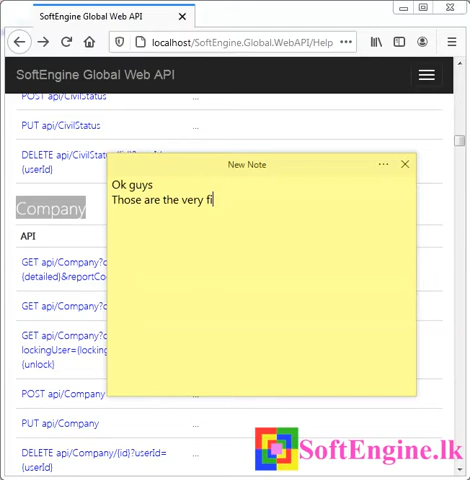 SoftEngine Global Web API
localhost/SoftEngine.Global.WebAPI/Help
SoftEngine Global Web API
POST api/CivilStatus ...
PUT api/CivilStatus ...
DELETE api/CivilStatus
(userId)
New Note
Ok guys
Those are the very fi
Company
API
GET api/Company?
(detailed)&reportCo
GET api/Company?
GET api/Company?
lockingUser={locking
{unlock}
POST api/Company ...
PUT api/Company ...
DELETE api/Company/{id}?userId=
{userId}
SoftEngine.lk